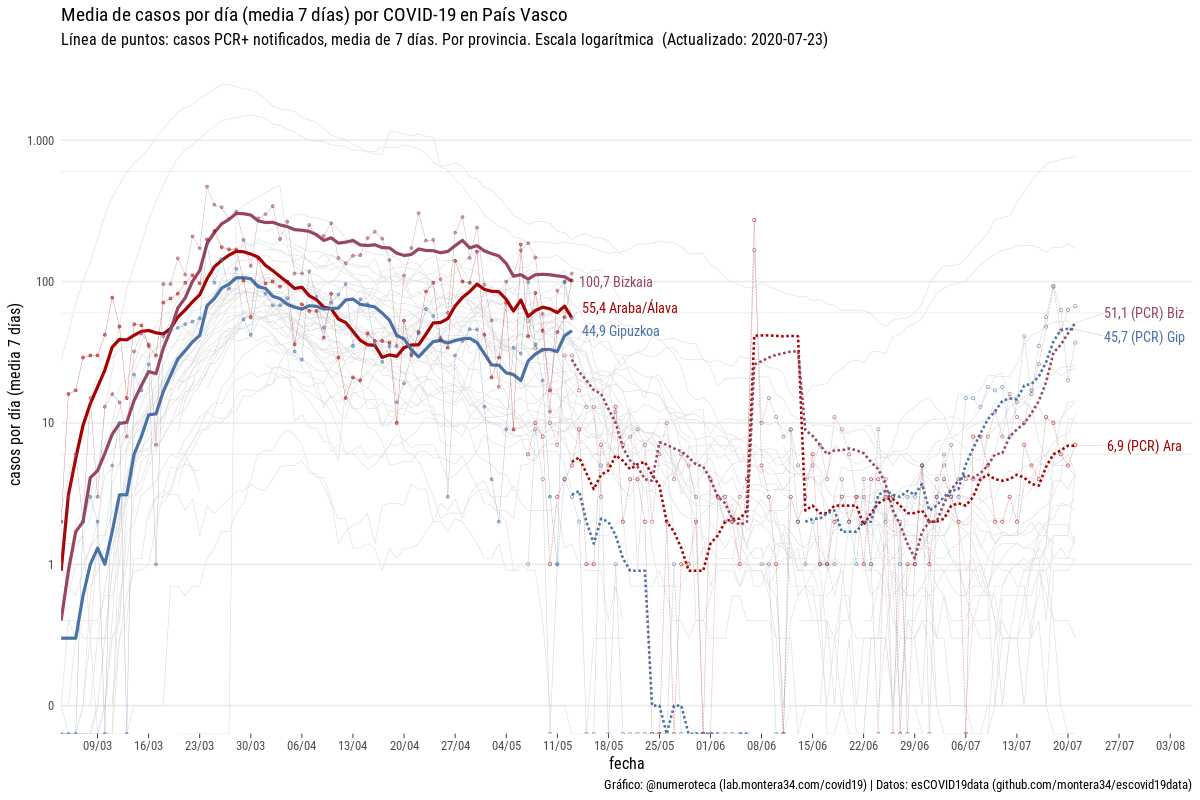 Media de casos por día (media 7 días) por COVID-19 en País Vasco
Línea de puntos: casos PCR+ notificados, media de 7 días. Por provincia. Escala logarítmica  (Actualizado: 2020-07-23)
casos por día (media 7 días)
1.000
100
10
1
0
100,7 Bizkaia
55,4 Araba/Álava
44,9 Gipuzkoa
51,1 (PCR) Biz
45,7 (PCR) Gip
6,9 (PCR) Ara
09/03 16/03 23/03 30/03 06/04 13/04 20/04 27/04 04/05 11/05 18/05 25/05 01/06 08/06 15/06 22/06 29/06 06/07 13/07 20/07 27/07 03/08
fecha
Gráfico: @numeroteca (lab.montera34.com/covid19) | Datos: esCOVID19data (github.com/montera34/escovid19data)